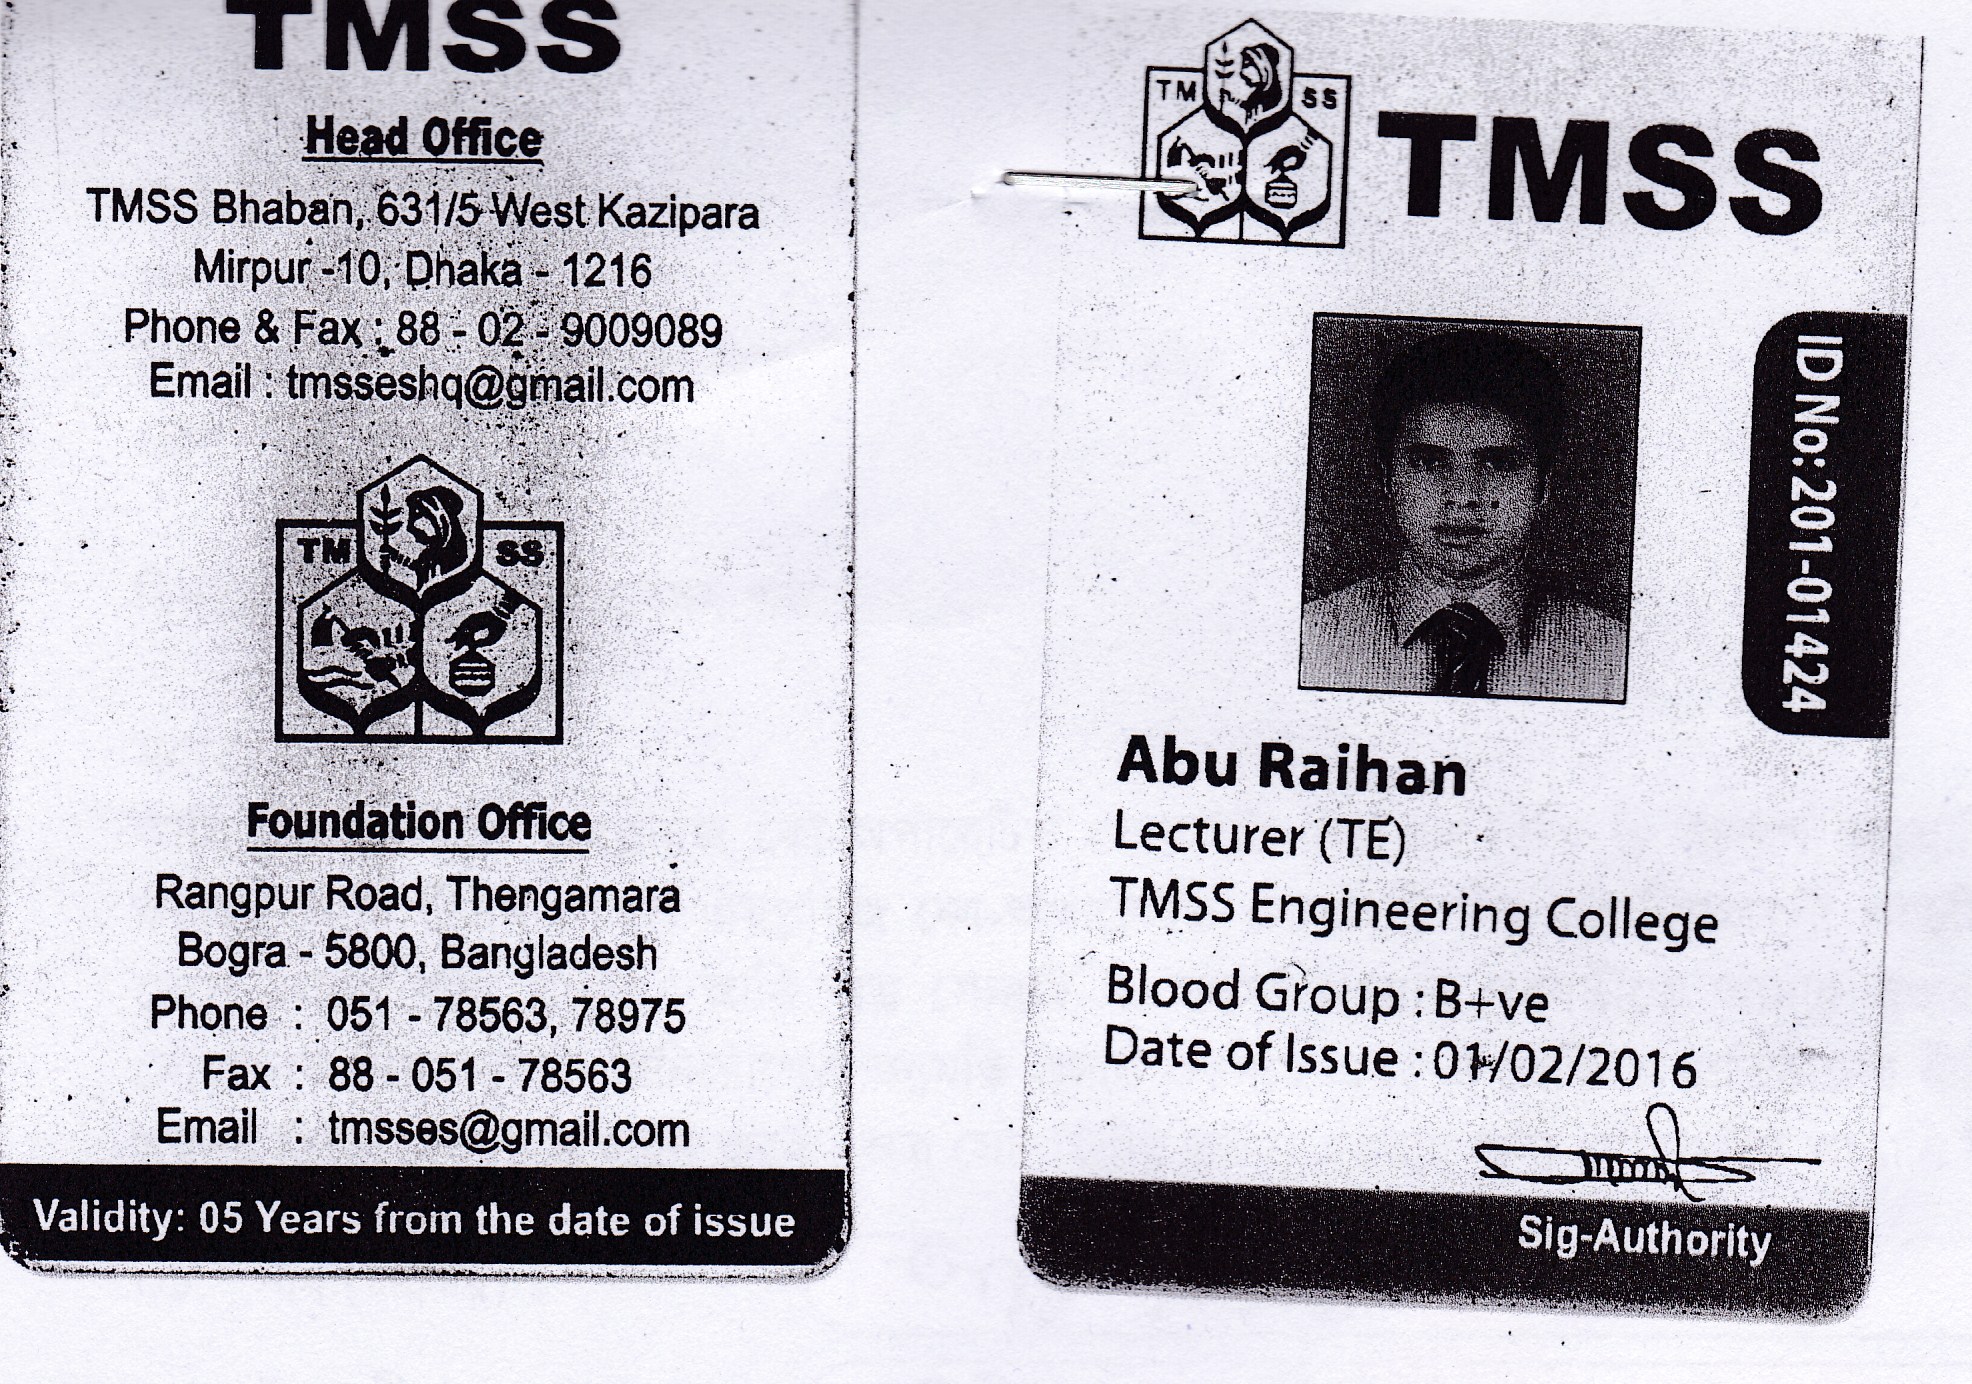 TMSS
Head Office
TMSS Bhaban, 631/5 West Kazipara
Mirpur -10, Dhaka - 1216
Phone & Fax : 88 - 02 - 9009089
Email : tmsseshq@gmail.com
TM SS
Foundation Office
Rangpur Road, Thengamara
Bogra - 5800, Bangladesh
Phone : 051 - 78563, 78975
Fax : 88 - 051 - 78563
Email : tmsses@gmail.com
Validity: 05 Years from the date of issue
TM SS
TMSS
ID No: 201-01424
Abu Raihan
Lecturer (TE)
TMSS Engineering College
Blood Group : B+ve
Date of Issue : 01/02/2016
Sig-Authority